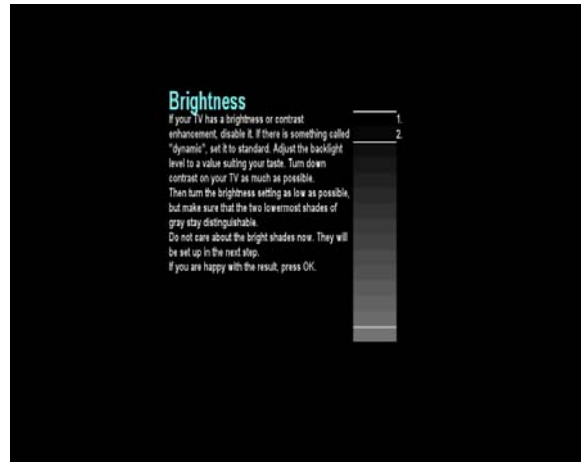 Brightness
If your TV has a brightness or contrast
enhancement, disable it. If there is something called
"dynamic", set it to standard. Adjust the backlight
level to a value suiting your taste. Turn down
contrast on your TV as much as possible.
Then turn the brightness setting as low as possible,
but make sure that the two lowermost shades of
gray stay distinguishable.
Do not care about the bright shades now. They will
be set up in the next step.
If you are happy with the result, press OK.
1.
2.